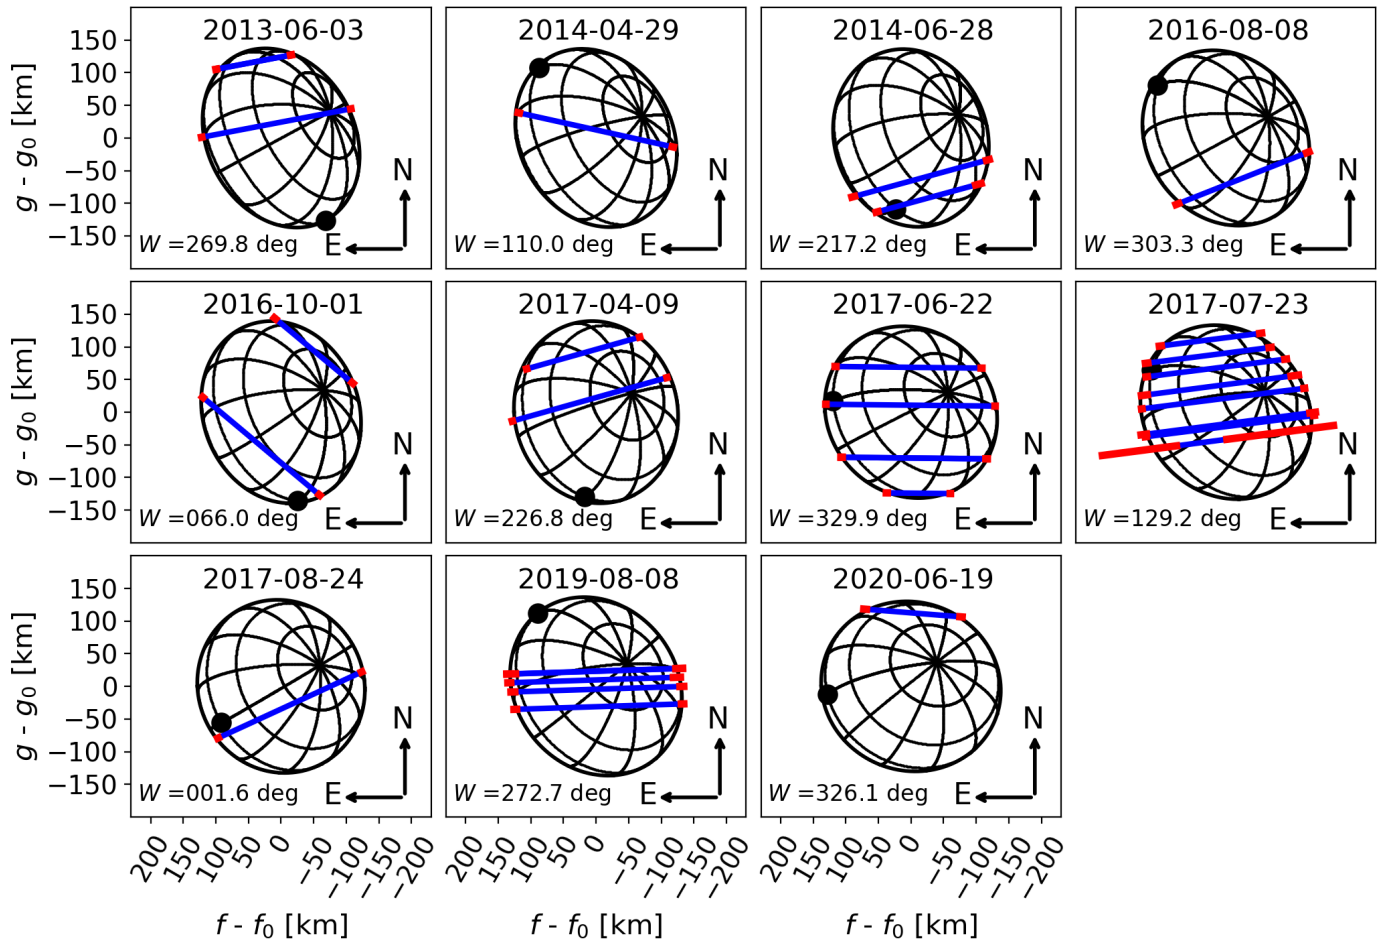 2013-06-03
2014-04-29
2014-06-28
2016-08-08
g - g₀ [km]
150
100
50
0
−50
−100
−150
N
N
N
N
W =269.8 deg
E
W =110.0 deg
E
W =217.2 deg
E
W =303.3 deg
E
2016-10-01
2017-04-09
2017-06-22
2017-07-23
g - g₀ [km]
150
100
50
0
−50
−100
−150
N
N
N
N
W =066.0 deg
E
W =226.8 deg
E
W =329.9 deg
E
W =129.2 deg
E
2017-08-24
2019-08-08
2020-06-19
g - g₀ [km]
150
100
50
0
−50
−100
−150
N
N
N
W =001.6 deg
E
W =272.7 deg
E
W =326.1 deg
E
200 150 100 50 0 −50 −100 −150 −200
200 150 100 50 0 −50 −100 −150 −200
200 150 100 50 0 −50 −100 −150 −200
f - f₀ [km]
f - f₀ [km]
f - f₀ [km]